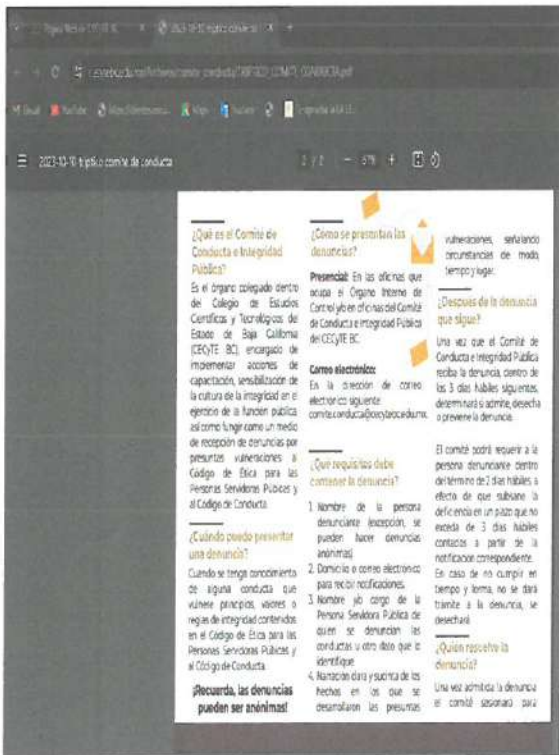 2023-10-10 triptico comite de conducta
2 / 2
¿Qué es el Comité de
Conducta e Integridad
Pública?
Es el órgano colegiado dentro
del Colegio de Estudios
Científicos y Tecnológicos del
Estado de Baja California
(CECyTE BC), encargado de
implementar acciones de
capacitación, sensibilización de
la cultura de la integridad en el
ejercicio de la función pública
así como fungir como un medio
de recepción de denuncias por
presuntas vulneraciones al
Código de Ética para las
Personas Servidoras Públicas y
al Código de Conducta.
¿Cuándo puedo presentar
una denuncia?
Cuando se tenga conocimiento
de alguna conducta que
vulnere principios, valores o
reglas de integridad contenidos
en el Código de Ética para las
Personas Servidoras Públicas y
al Código de Conducta.
¡Recuerda, las denuncias
pueden ser anónimas!
¿Cómo se presentan las
denuncias?
Presencial: En las oficinas que
ocupa el Órgano Interno de
Control y/o en oficinas del Comité
de Conducta e Integridad Pública
del CECyTE BC.
Correo electrónico:
En la dirección de correo
electrónico siguiente:
comite.conducta@cecytebc.edu.mx.
¿Que requisitos debe
contener la denuncia?
1. Nombre de la persona
denunciante (excepción, se
pueden hacer denuncias
anónimas)
2. Domicilio o correo electrónico
para recibir notificaciones.
3. Nombre y/o cargo de la
Persona Servidora Pública de
quien se denuncian las
conductas u otro dato que lo
identifique
4. Narración clara y sucinta de los
hechos en los que se
desarrollaron las presuntas
vulneraciones, señalando
circunstancias de modo,
tiempo y lugar.
¿Después de la denuncia
que sigue?
Una vez que el Comité de
Conducta e Integridad Pública
reciba la denuncia, dentro de
los 3 días hábiles siguientes,
determinará si admite, desecha
o previene la denuncia.
El comité podrá requerir a la
persona denunciante dentro
del término de 2 días hábiles, a
efecto de que subsane la
deficiencia en un plazo que no
exceda de 3 días hábiles
contados a partir de la
notificación correspondiente.
En caso de no cumplir en
tiempo y forma, no se dará
trámite a la denuncia, se
desechará.
¿Quién resuelve la
denuncia?
Una vez admitida la denuncia
el comité sesionará para